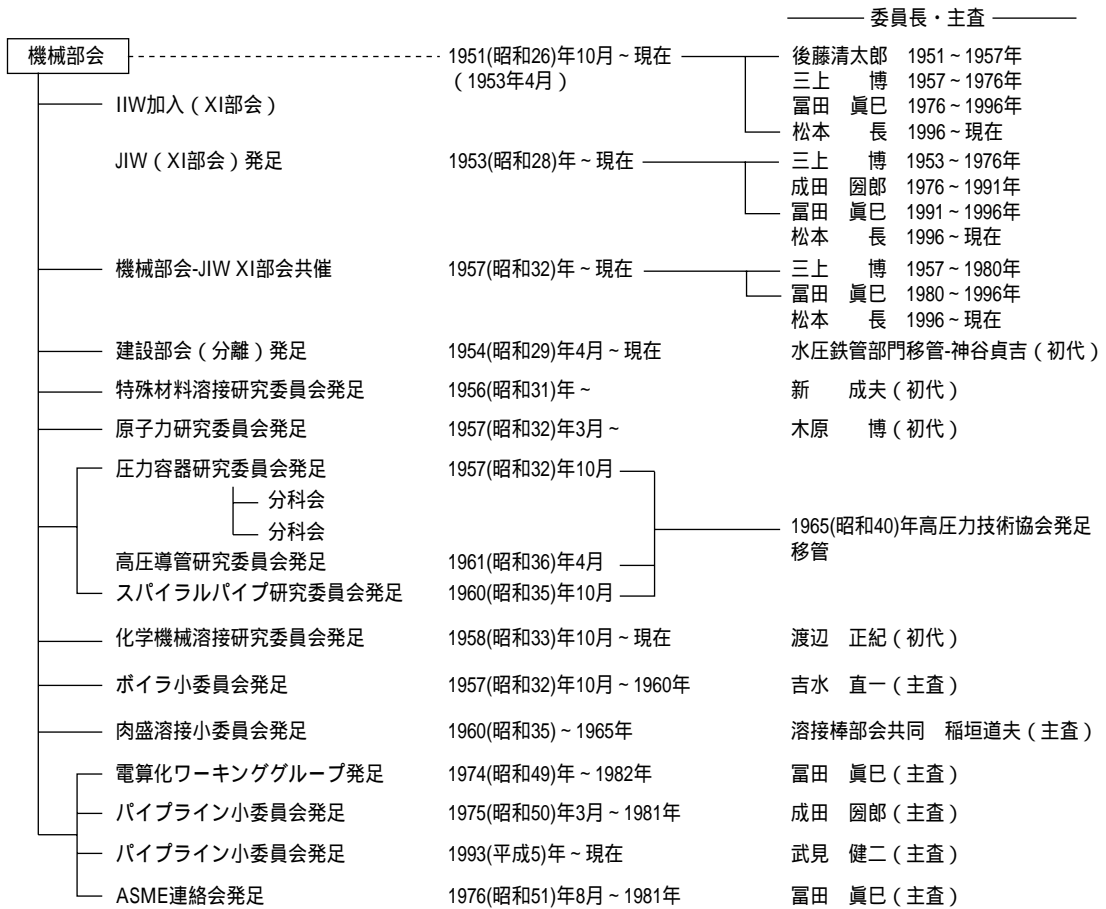 委員長・主査
機械部会 1951(昭和26)年10月~現在 後藤清太郎 1951~1957年
(1953年4月) 三上 博 1957~1976年
IIW加入(XI部会) 冨田 眞巳 1976~1996年
松本 長 1996~現在
JIW(XI部会)発足 1953(昭和28)年~現在 三上 博 1953~1976年
成田 圀郎 1976~1991年
冨田 眞巳 1991~1996年
松本 長 1996~現在
機械部会-JIW XI部会共催 1957(昭和32)年~現在 三上 博 1957~1980年
冨田 眞巳 1980~1996年
松本 長 1996~現在
建設部会(分離)発足 1954(昭和29)年4月~現在 水圧鉄管部門移管-神谷貞吉(初代)
特殊材料溶接研究委員会発足 1956(昭和31)年~ 新 成夫(初代)
原子力研究委員会発足 1957(昭和32)年3月~ 木原 博(初代)
圧力容器研究委員会発足 1957(昭和32)年10月
分科会
分科会
1965(昭和40)年高圧力技術協会発足
移管
高圧導管研究委員会発足 1961(昭和36)年4月
スパイラルパイプ研究委員会発足 1960(昭和35)年10月
化学機械溶接研究委員会発足 1958(昭和33)年10月~現在 渡辺 正紀(初代)
ボイラ小委員会発足 1957(昭和32)年10月~1960年 吉水 直一(主査)
肉盛溶接小委員会発足 1960(昭和35)~1965年 溶接棒部会共同 稲垣道夫(主査)
電算化ワーキンググループ発足 1974(昭和49)年~1982年 冨田 眞巳(主査)
パイプライン小委員会発足 1975(昭和50)年3月~1981年 成田 圀郎(主査)
パイプライン小委員会発足 1993(平成5)年~現在 武見 健二(主査)
ASME連絡会発足 1976(昭和51)年8月~1981年 冨田 眞巳(主査)